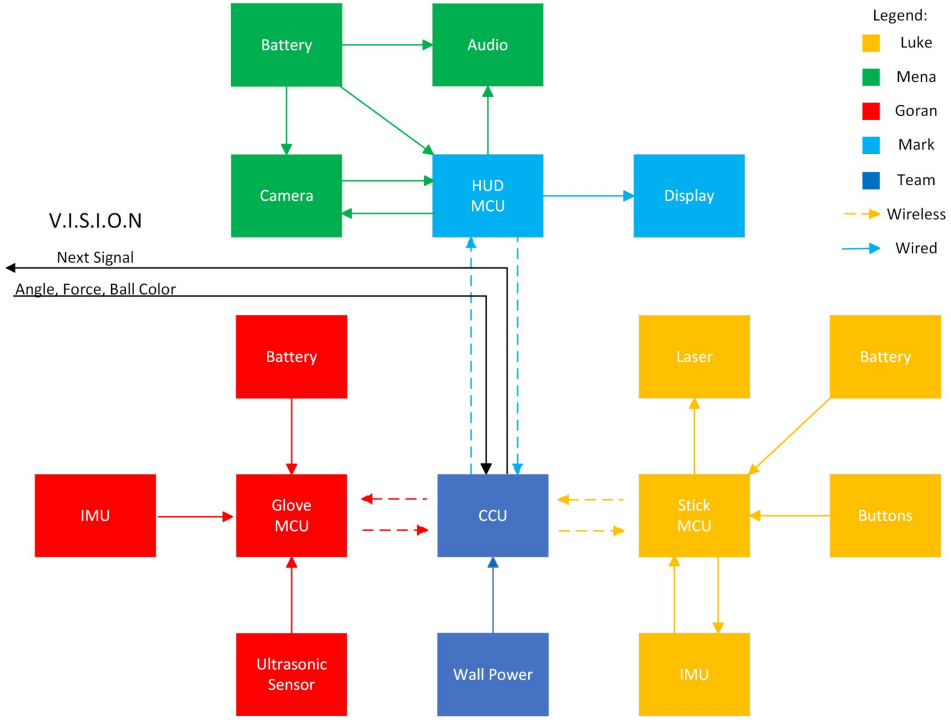 Legend:
Luke
Mena
Goran
Mark
Team
Wireless
Wired
Battery
Audio
Camera
HUD
MCU
Display
V.I.S.I.O.N
Next Signal
Angle, Force, Ball Color
Battery
Laser
Battery
IMU
Glove
MCU
CCU
Stick
MCU
Buttons
Ultrasonic
Sensor
Wall Power
IMU